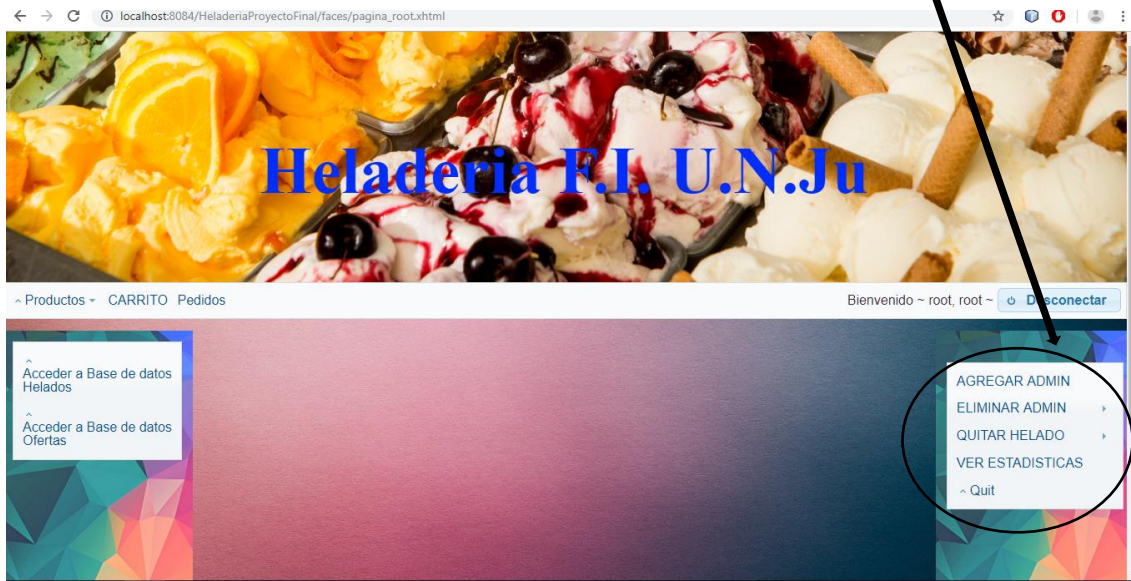 localhost:8084/HeladeriaProyectoFinal/faces/pagina_root.xhtml
Heladeria F.I. U.N.Ju
Productos CARRITO Pedidos
Bienvenido ~ root, root ~ Desconectar
Acceder a Base de datos
Helados
Acceder a Base de datos
Ofertas
AGREGAR ADMIN
ELIMINAR ADMIN
QUITAR HELADO
VER ESTADISTICAS
Quit